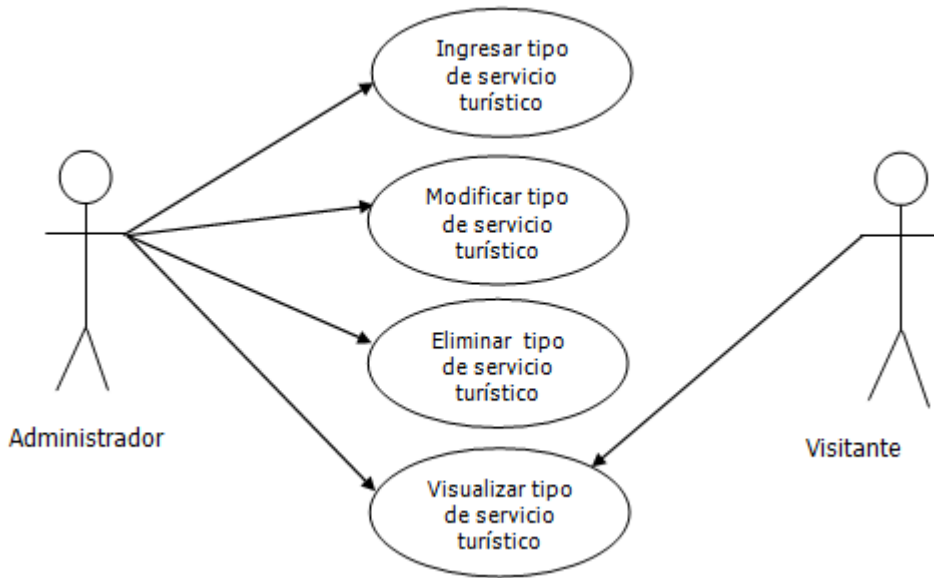 Ingresar tipo
de servicio
turístico
Modificar tipo
de servicio
turístico
Eliminar tipo
de servicio
turístico
Administrador
Visitante
Visualizar tipo
de servicio
turístico